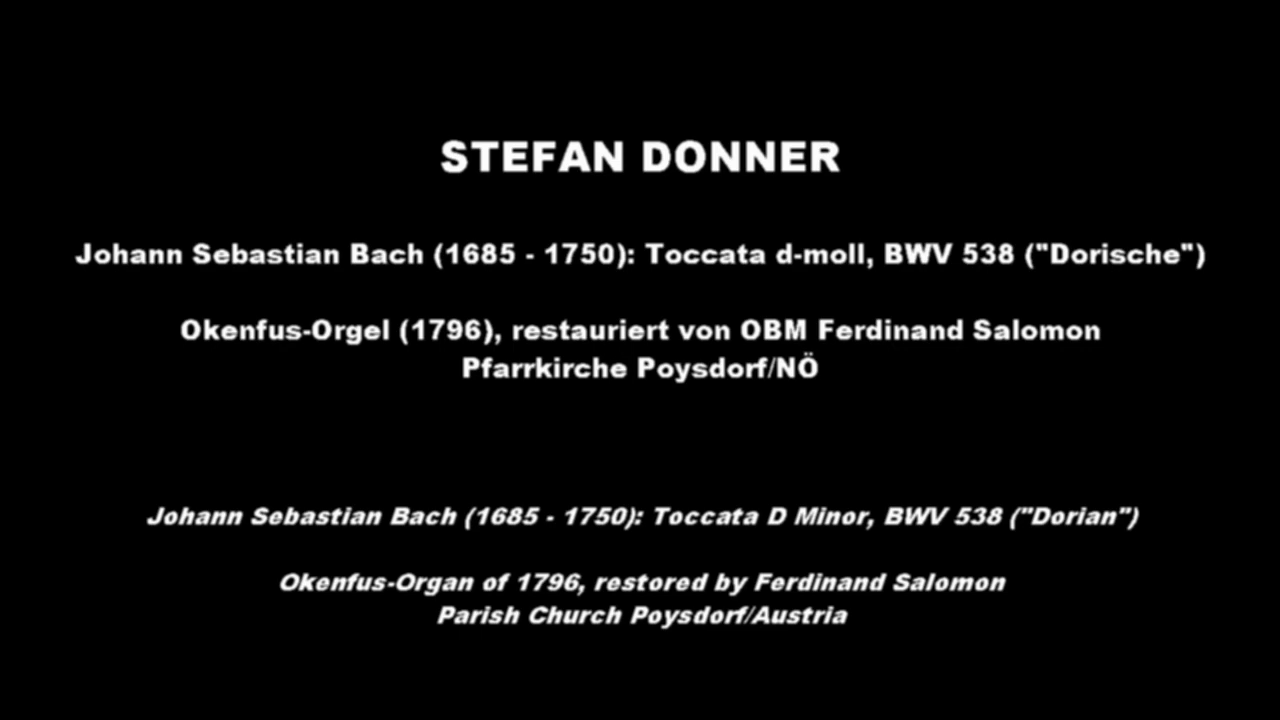 STEFAN DONNER
Johann Sebastian Bach (1685 - 1750): Toccata d-moll, BWV 538 ("Dorische")
Okenfus-Orgel (1796), restauriert von OBM Ferdinand Salomon
Pfarrkirche Poysdorf/NÖ
Johann Sebastian Bach (1685 - 1750): Toccata D Minor, BWV 538 ("Dorian")
Okenfus-Organ of 1796, restored by Ferdinand Salomon
Parish Church Poysdorf/Austria